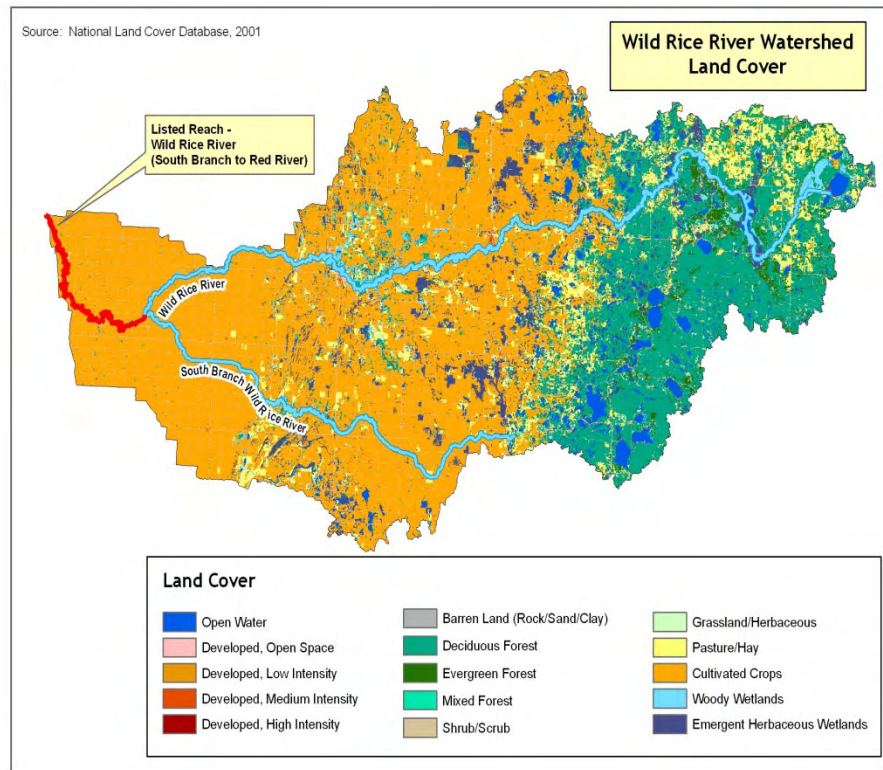 Source: National Land Cover Database, 2001
Wild Rice River Watershed
Land Cover
Listed Reach -
Wild Rice River
(South Branch to Red River)
Wild Rice River
South Branch Wild Rice River
Land Cover
Open Water
Developed, Open Space
Developed, Low Intensity
Developed, Medium Intensity
Developed, High Intensity
Barren Land (Rock/Sand/Clay)
Deciduous Forest
Evergreen Forest
Mixed Forest
Shrub/Scrub
Grassland/Herbaceous
Pasture/Hay
Cultivated Crops
Woody Wetlands
Emergent Herbaceous Wetlands